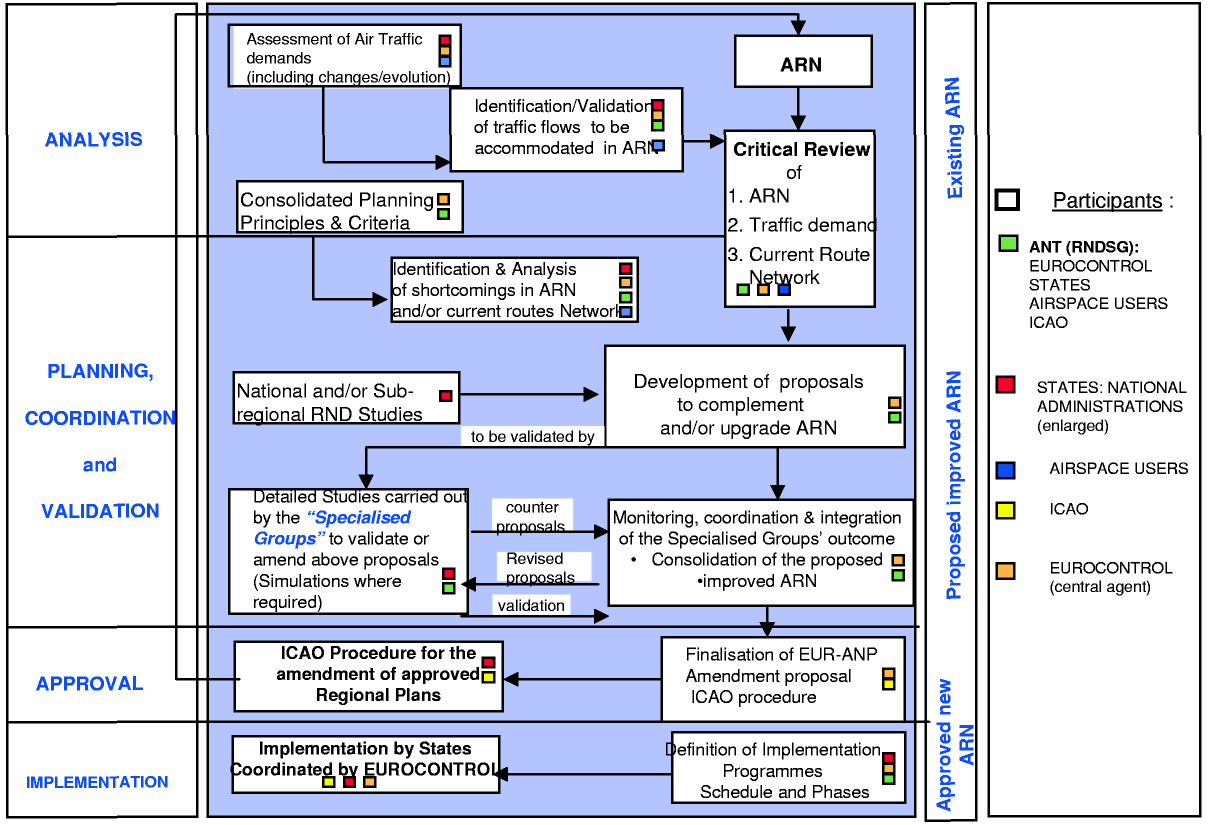 ANALYSIS
Assessment of Air Traffic
demands
(including changes/evolution)
ARN
Identification/Validation
of traffic flows to be
accommodated in ARN
Critical Review
of
1. ARN
2. Traffic demand
3. Current Route
Network
Consolidated Planning
Principles & Criteria
Existing ARN
PLANNING,
COORDINATION
and
VALIDATION
Identification & Analysis
of shortcomings in ARN
and/or current routes Network
National and/or Sub-
regional RND Studies
Development of proposals
to complement
and/or upgrade ARN
to be validated by
Detailed Studies carried out
by the “Specialised
Groups” to validate or
amend above proposals
(Simulations where
required)
counter
proposals
Revised
proposals
validation
Monitoring, coordination & integration
of the Specialised Groups’ outcome
• Consolidation of the proposed
•improved ARN
Proposed improved ARN
APPROVAL
ICAO Procedure for the
amendment of approved
Regional Plans
Finalisation of EUR-ANP
Amendment proposal
ICAO procedure
IMPLEMENTATION
Implementation by States
Coordinated by EUROCONTROL
Definition of Implementation
Programmes
Schedule and Phases
Approved new
ARN
Participants :
ANT (RNDSG):
EUROCONTROL
STATES
AIRSPACE USERS
ICAO
STATES: NATIONAL
ADMINISTRATIONS
(enlarged)
AIRSPACE USERS
ICAO
EUROCONTROL
(central agent)